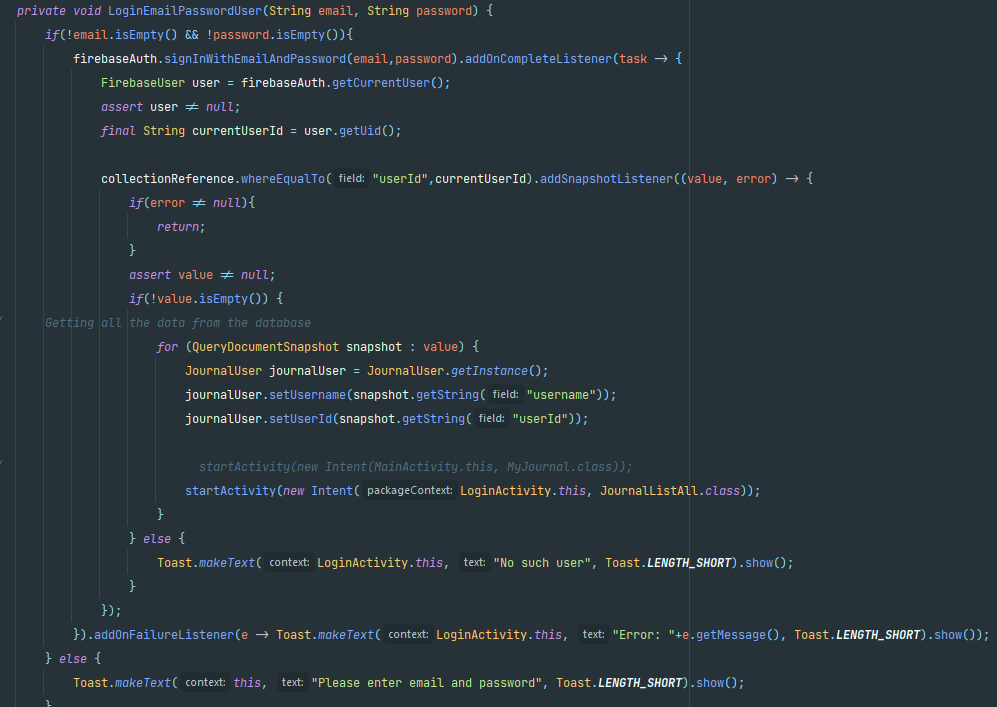 private void LoginEmailPasswordUser(String email, String password) {
if(!email.isEmpty() && !password.isEmpty()){
firebaseAuth.signInWithEmailAndPassword(email,password).addOnCompleteListener(task → {
FirebaseUser user = firebaseAuth.getCurrentUser();
assert user ≠ null;
final String currentUserId = user.getUid();
collectionReference.whereEqualTo( field: "userId",currentUserId).addSnapshotListener((value, error) → {
if(error ≠ null){
return;
}
assert value ≠ null;
if(!value.isEmpty()) {
/ Getting all the data from the database
for (QueryDocumentSnapshot snapshot : value) {
JournalUser journalUser = JournalUser.getInstance();
journalUser.setUsername(snapshot.getString( field: "username"));
journalUser.setUserId(snapshot.getString( field: "userId"));
/ startActivity(new Intent(MainActivity.this, MyJournal.class));
startActivity(new Intent( packageContext: LoginActivity.this, JournalListAll.class));
}
} else {
Toast.makeText( context: LoginActivity.this, text: "No such user", Toast.LENGTH_SHORT).show();
}
});
}).addOnFailureListener(e → Toast.makeText( context: LoginActivity.this, text: "Error: "+e.getMessage(), Toast.LENGTH_SHORT).show());
} else {
Toast.makeText( context: this, text: "Please enter email and password", Toast.LENGTH_SHORT).show();
}